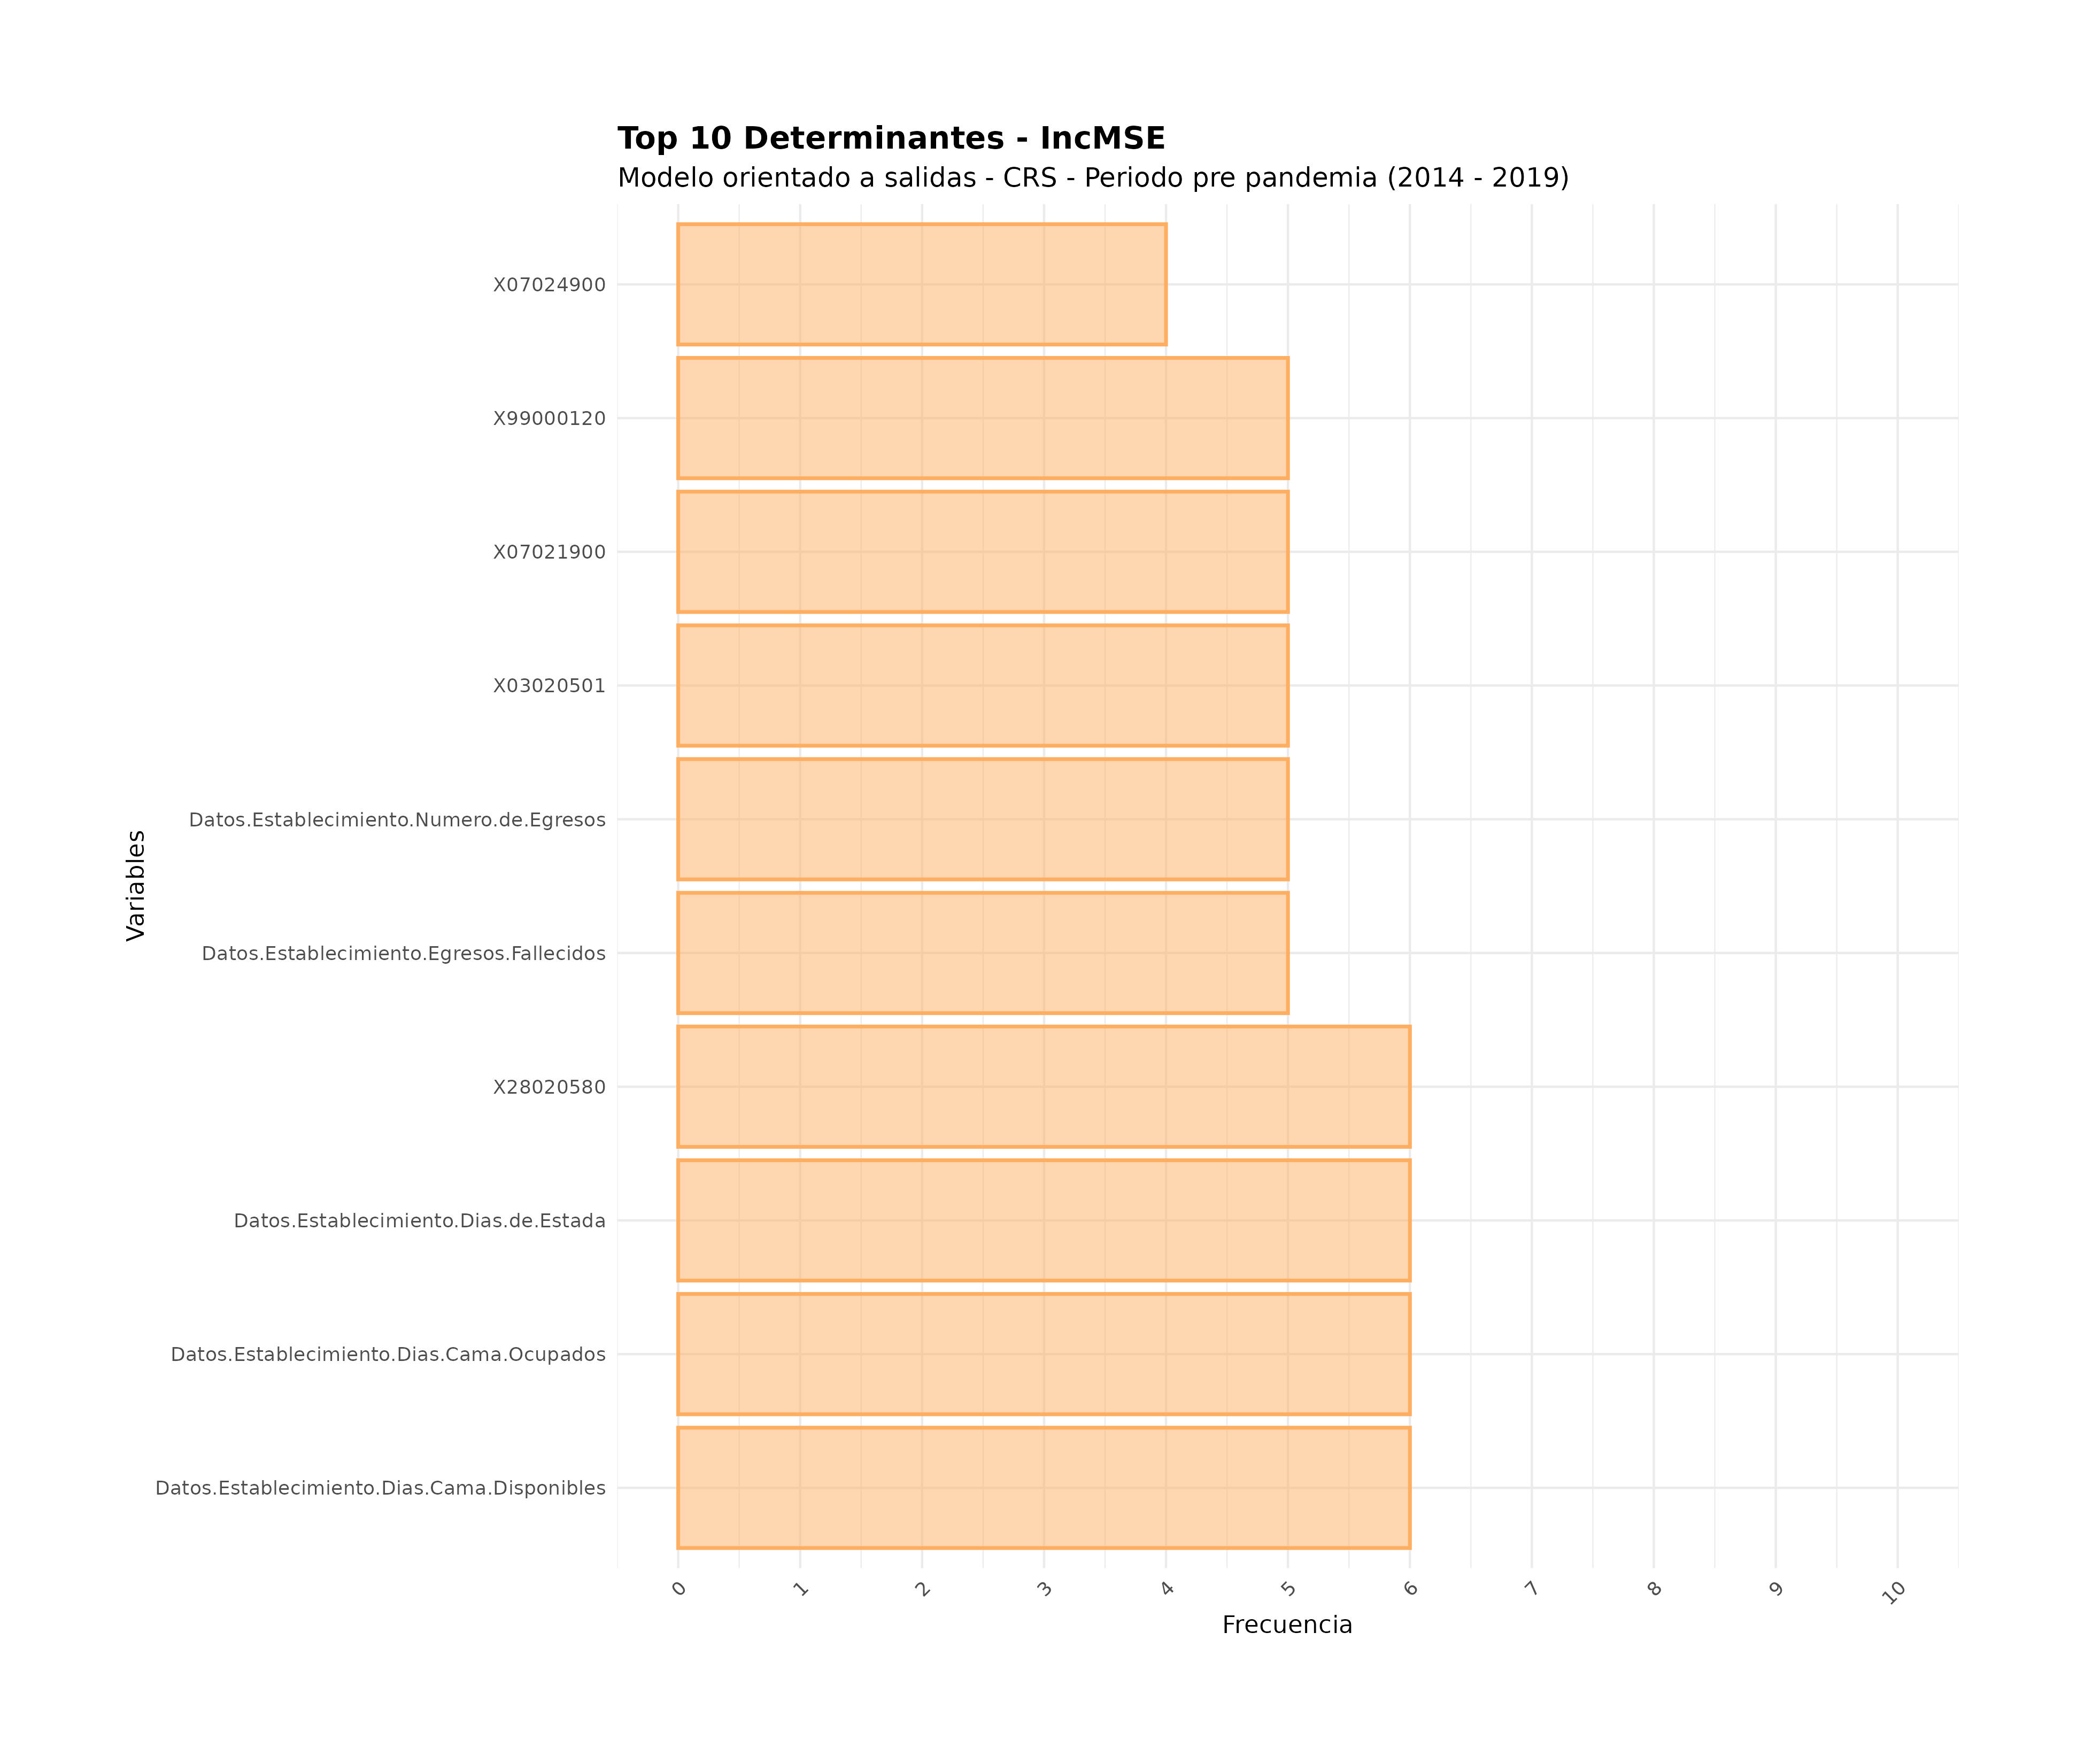 Top 10 Determinantes - IncMSE
Modelo orientado a salidas - CRS - Periodo pre pandemia (2014 - 2019)
Variables
X07024900
X99000120
X07021900
X03020501
Datos.Establecimiento.Numero.de.Egresos
Datos.Establecimiento.Egresos.Fallecidos
X28020580
Datos.Establecimiento.Dias.de.Estada
Datos.Establecimiento.Dias.Cama.Ocupados
Datos.Establecimiento.Dias.Cama.Disponibles
0 1 2 3 4 5 6 7 8 9 10
Frecuencia